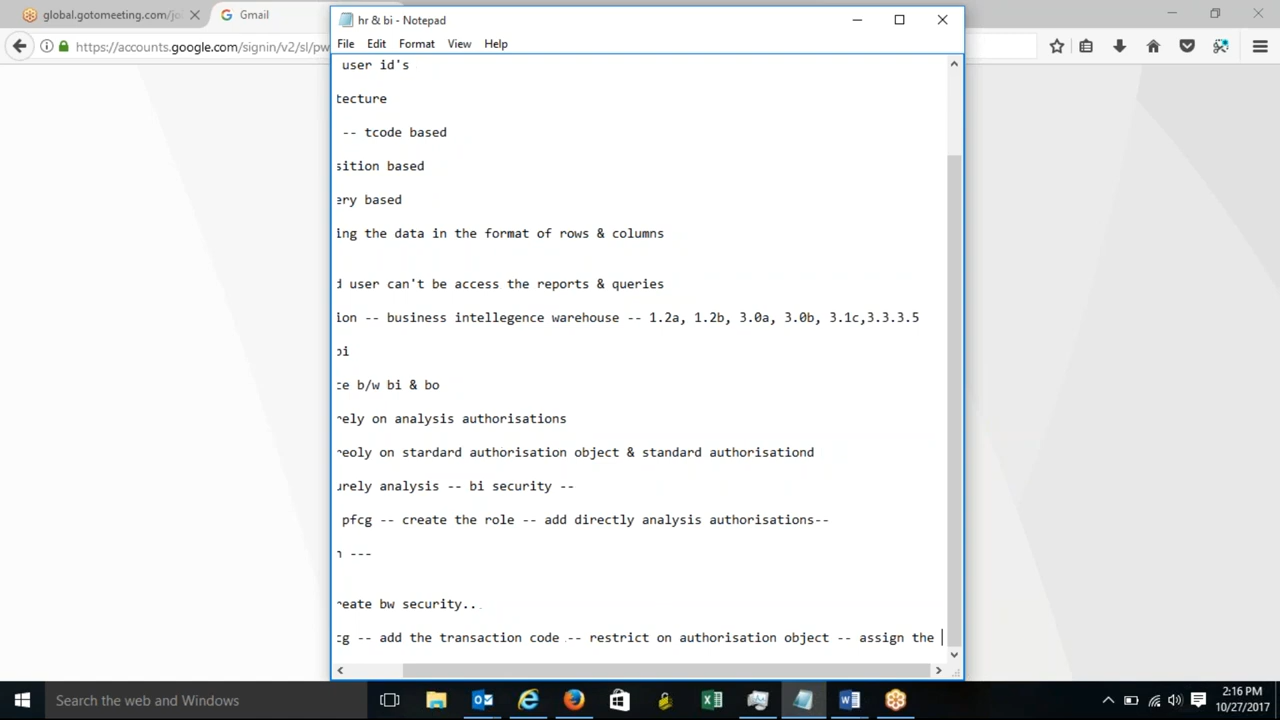 global.gotomeeting.com/jo
Gmail
https://accounts.google.com/signin/v2/sl/pw
hr & bi - Notepad
File Edit Format View Help
user id's
tecture
-- tcode based
sition based
ery based
ing the data in the format of rows & columns
d user can't be access the reports & queries
ion -- business intellegence warehouse -- 1.2a, 1.2b, 3.0a, 3.0b, 3.1c,3.3.3.5
bi
ce b/w bi & bo
rely on analysis authorisations
reoly on stardard authorisation object & standard authorisationd
urely analysis -- bi security --
pfcg -- create the role -- add directly analysis authorisations--
n ---
reate bw security..
cg -- add the transaction code -- restrict on authorisation object -- assign the
Search the web and Windows
2:16 PM
10/27/2017